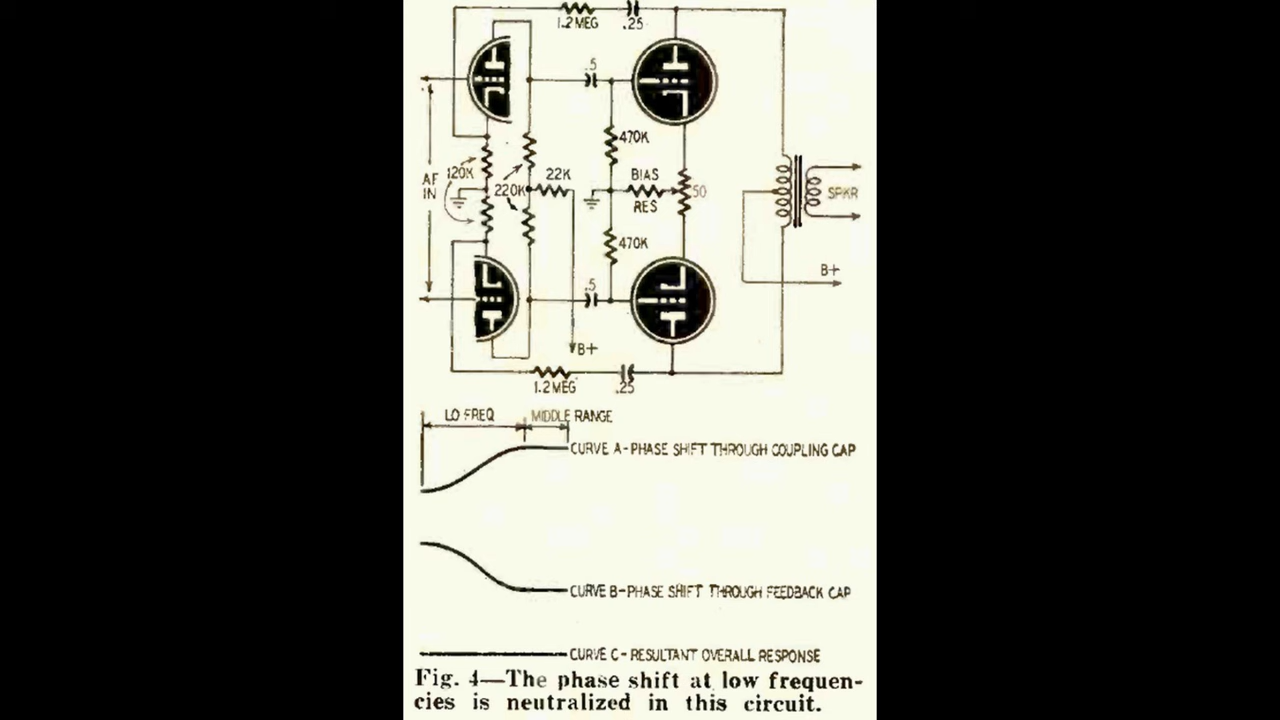 1.2 MEG .25
.5
470K
120K
AF
IN
220K
22K
BIAS
RES
50
SPKR
470K
B+
.5
B+
1.2 MEG .25
LO FREQ MIDDLE RANGE
CURVE A-PHASE SHIFT THROUGH COUPLING CAP
CURVE B-PHASE SHIFT THROUGH FEEDBACK CAP
CURVE C-RESULTANT OVERALL RESPONSE
Fig. 4—The phase shift at low frequen-
cies is neutralized in this circuit.